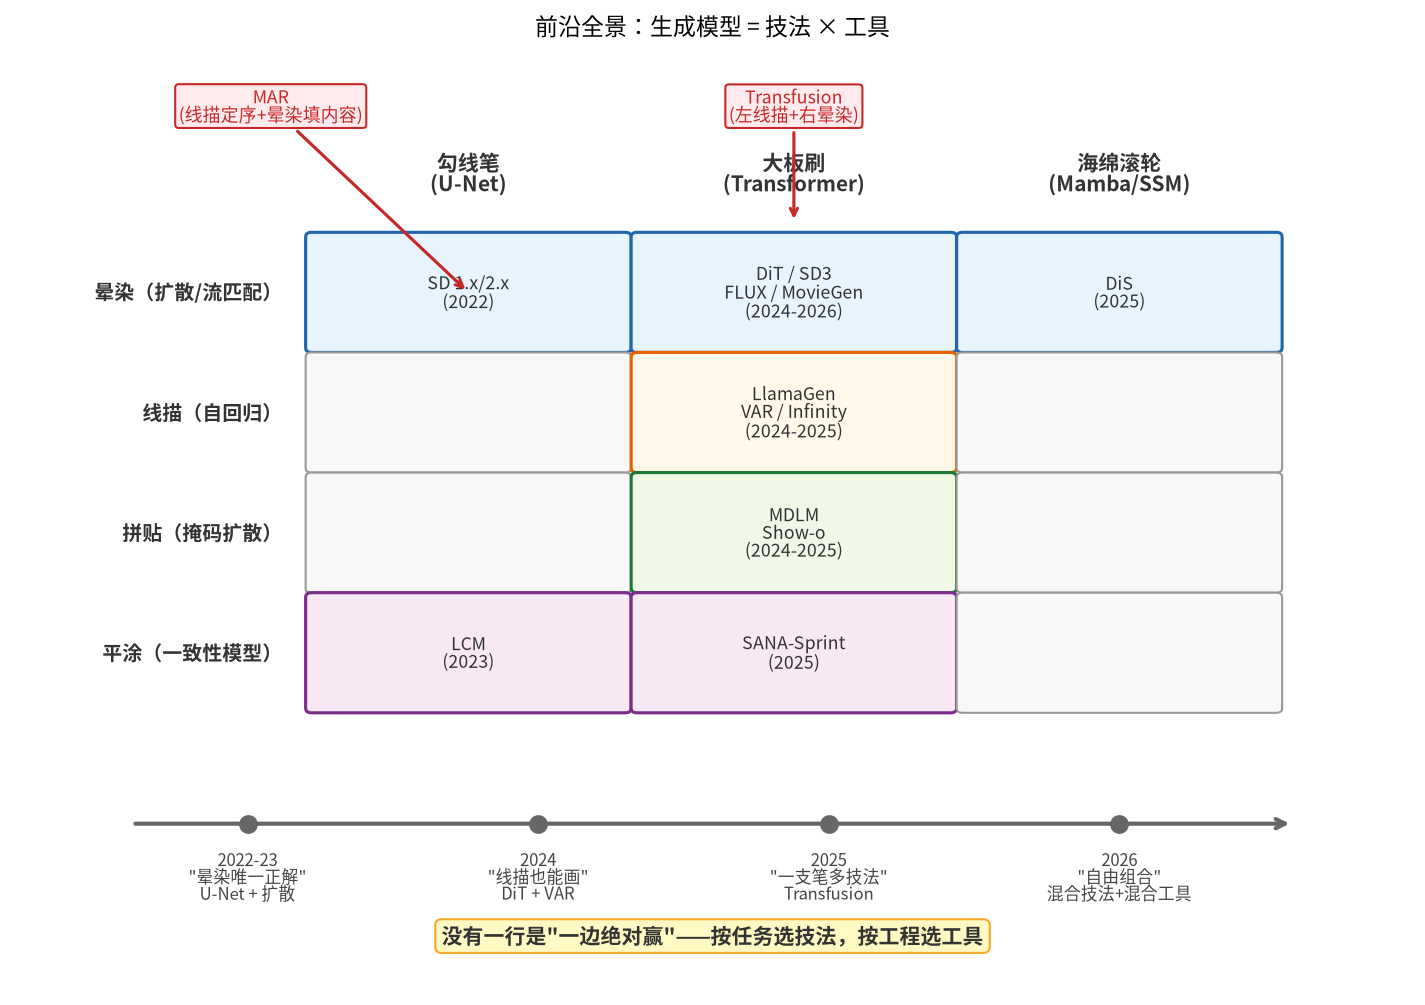 前沿全景：生成模型 = 技法 × 工具
MAR
(线描定序+晕染填内容)
Transfusion
(左线描+右晕染)
勾线笔
(U-Net)
大板刷
(Transformer)
海绵滚轮
(Mamba/SSM)
晕染（扩散/流匹配）
SD 1.x/2.x
(2022)
DiT / SD3
FLUX / MovieGen
(2024-2026)
DiS
(2025)
线描（自回归）
LlamaGen
VAR / Infinity
(2024-2025)
拼贴（掩码扩散）
MDLM
Show-o
(2024-2025)
平涂（一致性模型）
LCM
(2023)
SANA-Sprint
(2025)
2022-23
"晕染唯一正解"
U-Net + 扩散
2024
"线描也能画"
DiT + VAR
2025
"一支笔多技法"
Transfusion
2026
"自由组合"
混合技法+混合工具
没有一行是"一边绝对赢"——按任务选技法，按工程选工具